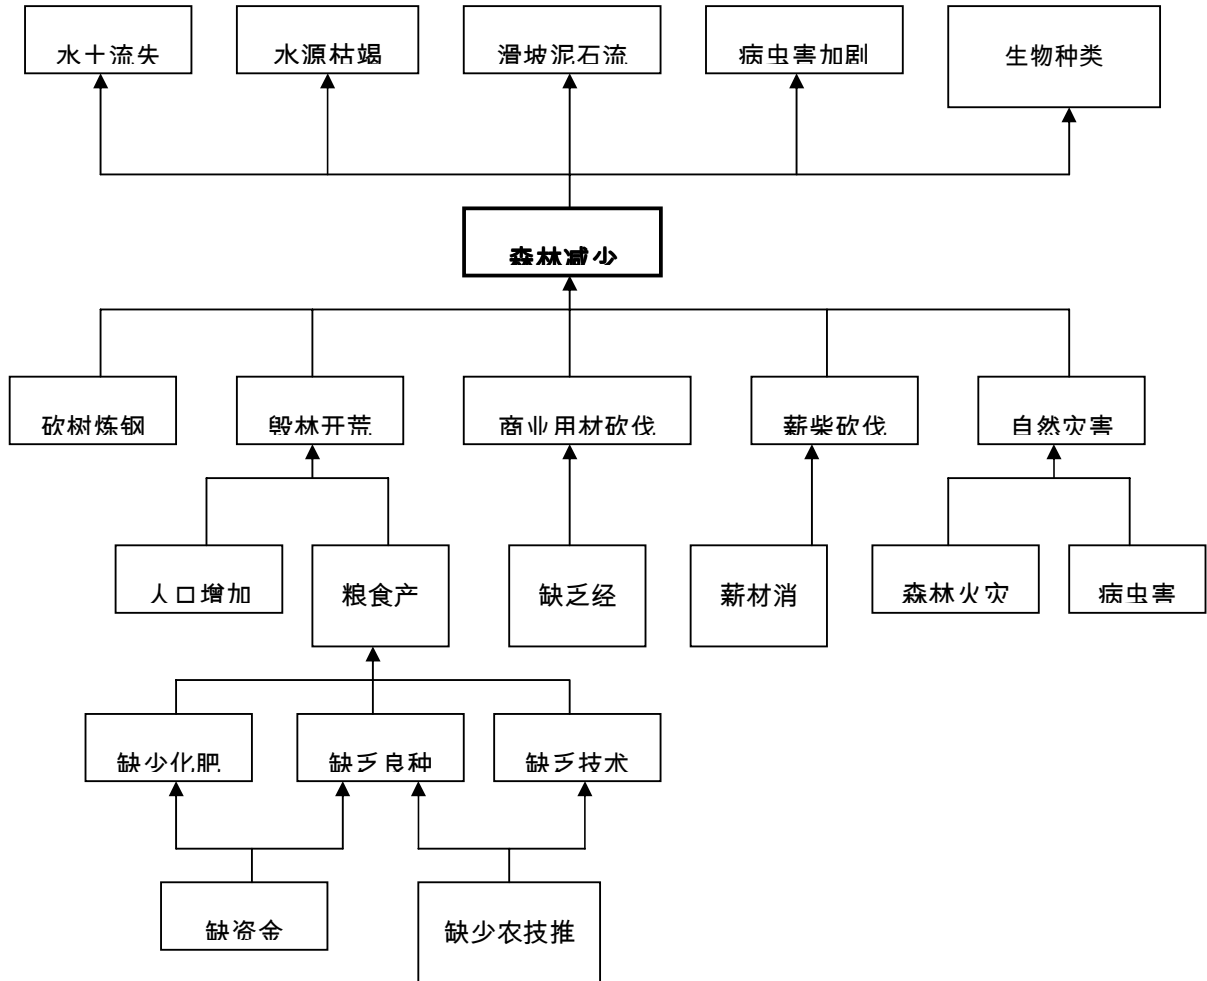 水土流失
水源枯竭
滑坡泥石流
病虫害加剧
生物种类
森林减少
砍树炼钢
毁林开荒
商业用材砍伐
薪柴砍伐
自然灾害
人口增加
粮食产
缺乏经
薪材消
森林火灾
病虫害
缺少化肥
缺乏良种
缺乏技术
缺资金
缺少农技推